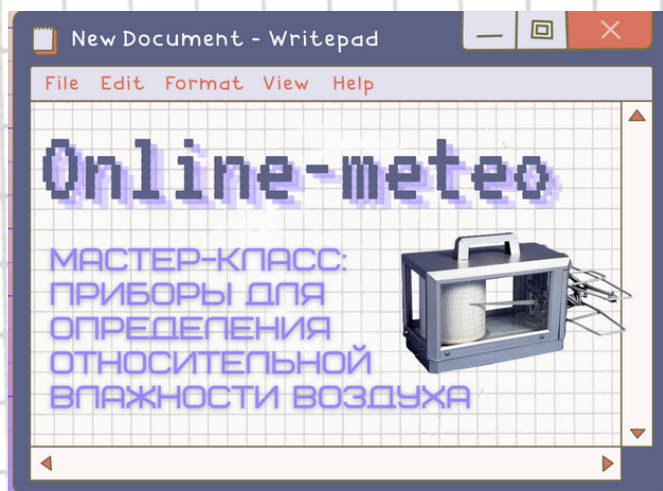 New Document - Writepad
File Edit Format View Help
Online-meteo
МАСТЕР-КЛАСС:
ПРИБОРЫ ДЛЯ
ОПРЕДЕЛЕНИЯ
ОТНОСИТЕЛЬНОЙ
ВЛАЖНОСТИ ВОЗДУХА